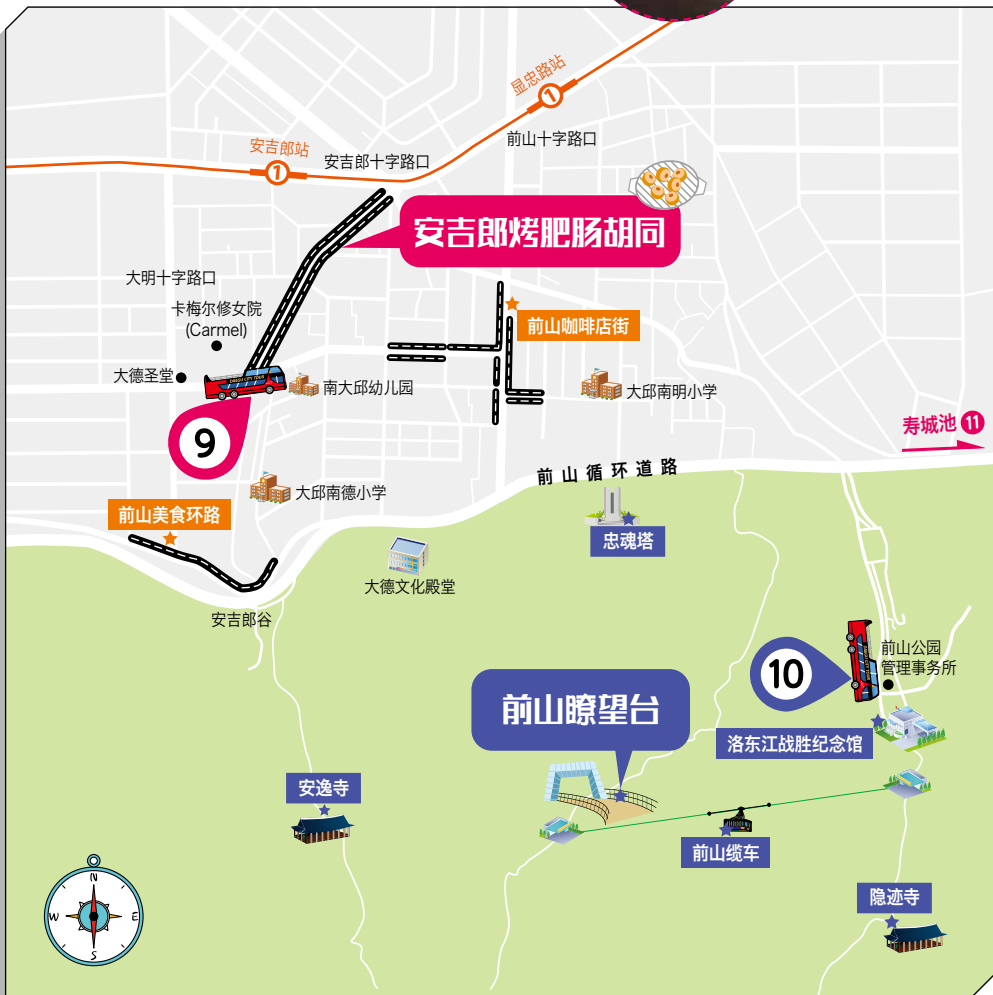 显忠路站
1
前山十字路口
安吉郎站
1
安吉郎十字路口
安吉郎烤肥肠胡同
大明十字路口
卡梅尔修女院
(Carmel)
前山咖啡店街
大德圣堂
DAEGU CITY TOUR
南大邱幼儿园
大邱南明小学
9
寿城池 11
前山循环道路
大邱南德小学
前山美食环路
忠魂塔
大德文化殿堂
安吉郎谷
10
前山公园
管理事务所
前山瞭望台
洛东江战胜纪念馆
安逸寺
前山缆车
隐迹寺
N
W
E
S